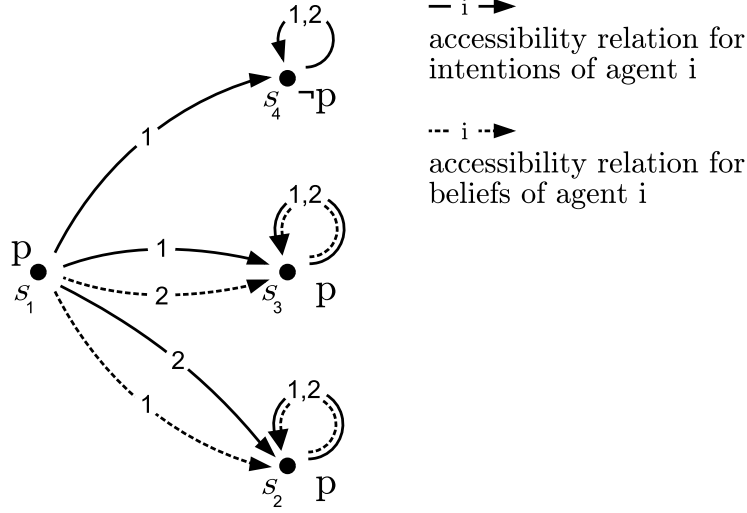 1,2
s4 ¬p
1
1,2
p
1
s1
2
s3 p
2
1
1,2
s2 p
i
accessibility relation for
intentions of agent i
i
accessibility relation for
beliefs of agent i